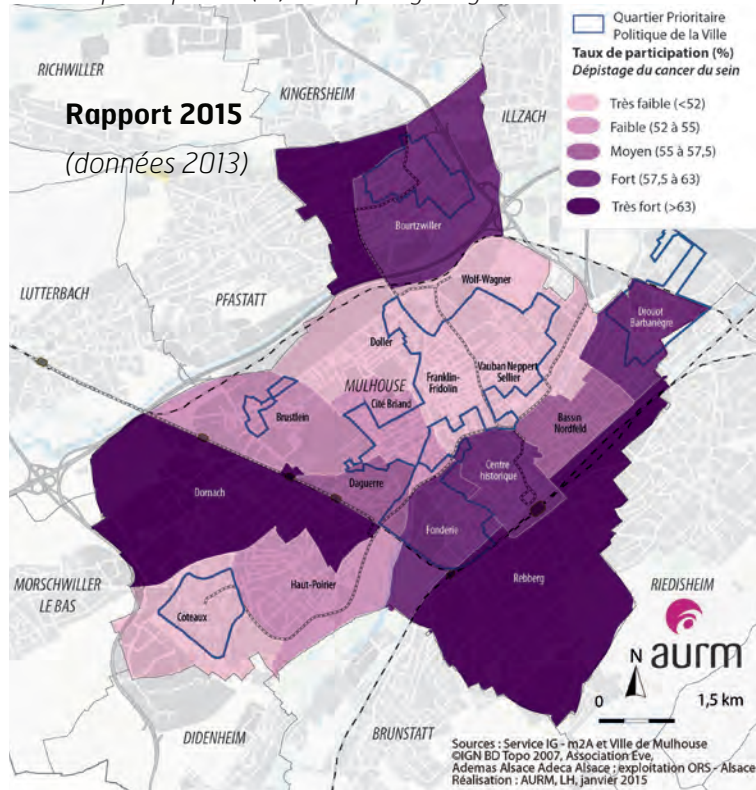 Quartier Prioritaire
Politique de la Ville
Taux de participation (%)
Dépistage du cancer du sein
Très faible (<52)
Faible (52 à 55)
Moyen (55 à 57,5)
Fort (57,5 à 63)
Très fort (>63)
RICHWILLER
KINGERSHEIM
ILLZACH
Rapport 2015
(données 2013)
Bourtzwiller
LUTTERBACH
PFASTATT
Wolf-Wagner
Drouot
Barbanègre
Doller
Franklin-
Fridolin
Vauban Neppert
Sellier
MULHOUSE
Cité Briand
Brustlein
Bassin
Nordfeld
Centre
historique
Daguerre
Dornach
Fonderie
Haut-Poirier
Rebberg
MORSCHWILLER
LE BAS
RIEDISHEIM
Coteaux
aurm
N
0 1,5 km
DIDENHEIM
BRUNSTATT
Sources : Service IG - m2A et Ville de Mulhouse
©IGN BD Topo 2007, Association Eve,
Ademas Alsace Adeca Alsace ; exploitation ORS - Alsace
Réalisation : AURM, LH, janvier 2015